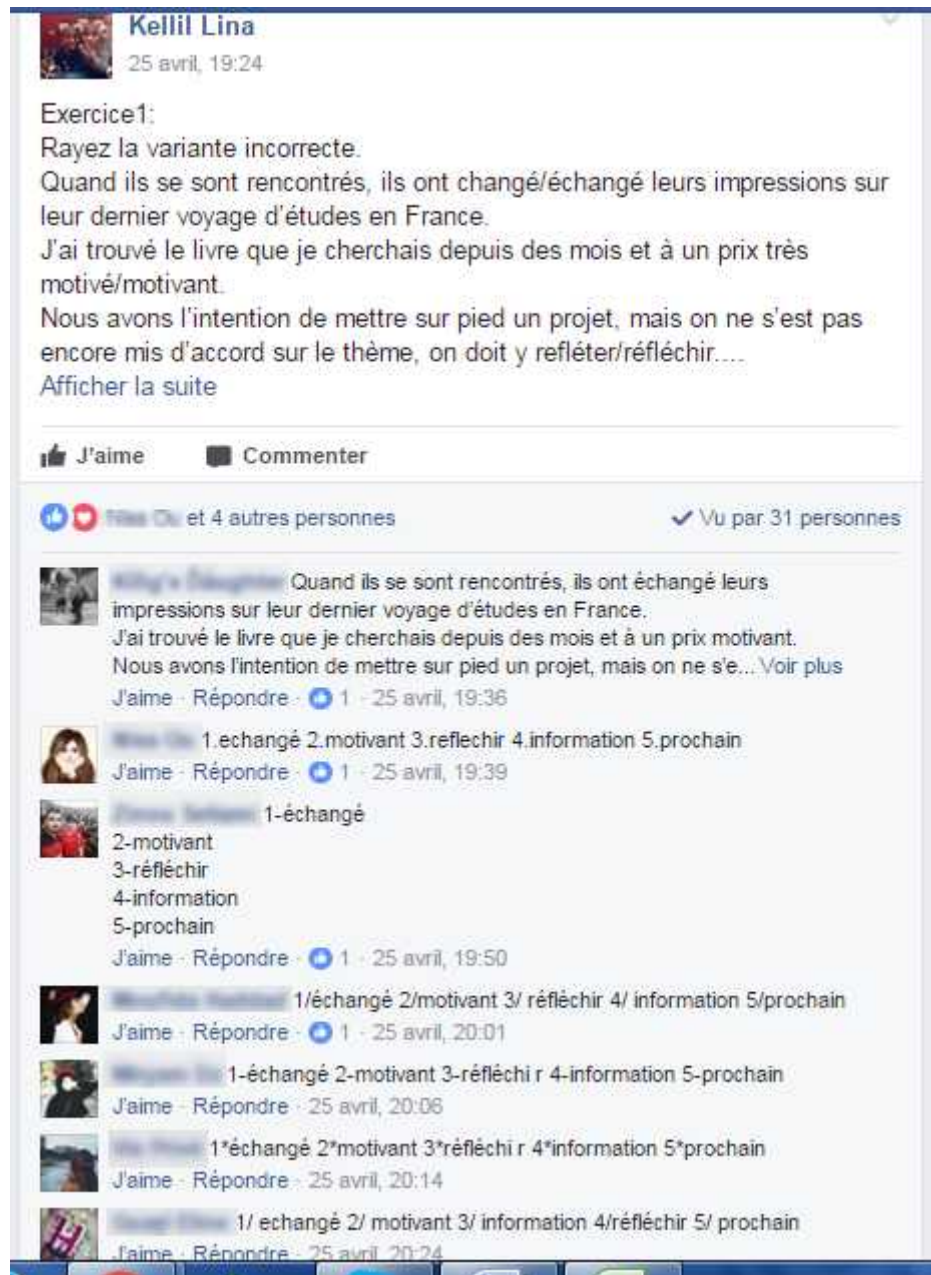 Kellil Lina
25 avril, 19:24
Exercice1:
Rayez la variante incorrecte.
Quand ils se sont rencontrés, ils ont changé/échangé leurs impressions sur
leur dernier voyage d'études en France.
J'ai trouvé le livre que je cherchais depuis des mois et à un prix très
motivé/motivant.
Nous avons l'intention de mettre sur pied un projet, mais on ne s'est pas
encore mis d'accord sur le thème, on doit y refléter/réfléchir....
Afficher la suite
J'aime Commenter
et 4 autres personnes Vu par 31 personnes
Quand ils se sont rencontrés, ils ont échangé leurs
impressions sur leur dernier voyage d'études en France.
J'ai trouvé le livre que je cherchais depuis des mois et à un prix motivant.
Nous avons l'intention de mettre sur pied un projet, mais on ne s'e... Voir plus
J'aime · Répondre · 1 · 25 avril, 19:36
1.echangé 2.motivant 3.reflechir 4.information 5.prochain
J'aime · Répondre · 1 · 25 avril, 19:39
1-échangé
2-motivant
3-réfléchir
4-information
5-prochain
J'aime · Répondre · 1 · 25 avril, 19:50
1/échangé 2/motivant 3/ réfléchir 4/ information 5/prochain
J'aime · Répondre · 1 · 25 avril, 20:01
1-échangé 2-motivant 3-réfléchi r 4-information 5-prochain
J'aime · Répondre · 25 avril, 20:06
1*échangé 2*motivant 3*réfléchi r 4*information 5*prochain
J'aime · Répondre · 25 avril, 20:14
1/ echangé 2/ motivant 3/ information 4/réfléchir 5/ prochain
J'aime · Répondre · 25 avril, 20:24